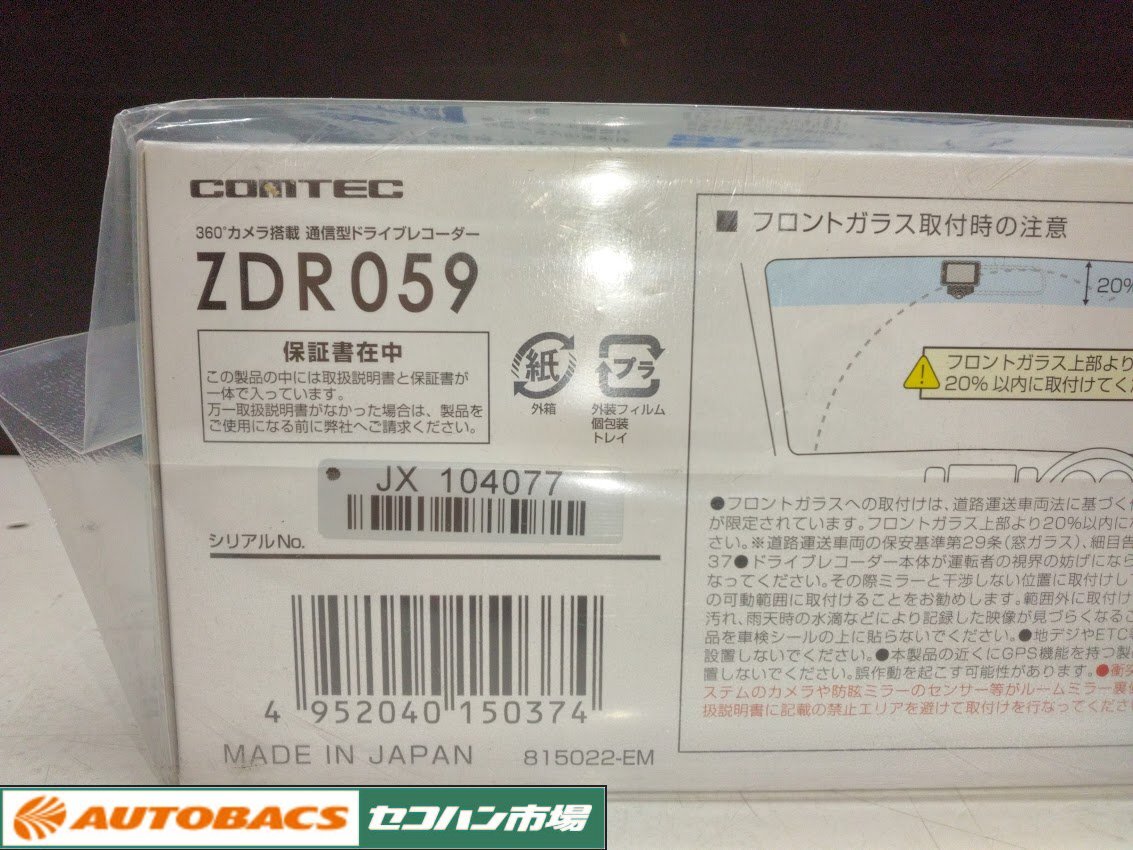 COMTEC
360°カメラ搭載 通信型ドライブレコーダー
ZDR059
保証書在中
この製品の中には取扱説明書と保証書が
一体で入っています。
万一取扱説明書がなかった場合は、製品を
ご使用になる前に弊社へご請求ください。
紙
外箱
プラ
外装フィルム
個包装
トレイ
JX 104077
シリアルNo.
4 952040 150374
MADE IN JAPAN
815022-EM
■ フロントガラス取付時の注意
20%
フロントガラス上部より
20%以内に取付けてくだ
●フロントガラスへの取付けは、道路運送車両法に基づく
が限定されています。フロントガラス上部より20%以内に
さい。※道路運送車両の保安基準第29条(窓ガラス)、細目告
37●ドライブレコーダー本体が運転者の視界の妨げになら
なってください。その際ミラーと干渉しない位置に取付けし
の可動範囲に取付けることをお勧めします。範囲外に取付け
汚れ、雨天時の水滴などにより記録した映像が見づらくなるこ
品を車検シールの上に貼らないでください。●地デジやETC
設置しないでください。●本製品の近くにGPS機能を持つ製
置しないでください。誤作動を起こす可能性があります。●衝突
ステムのカメラや防眩ミラーのセンサー等がルームミラー裏
扱説明書に記載の禁止エリアを避けて取付けを行なってくださ
AUTOBACS セコハン市場